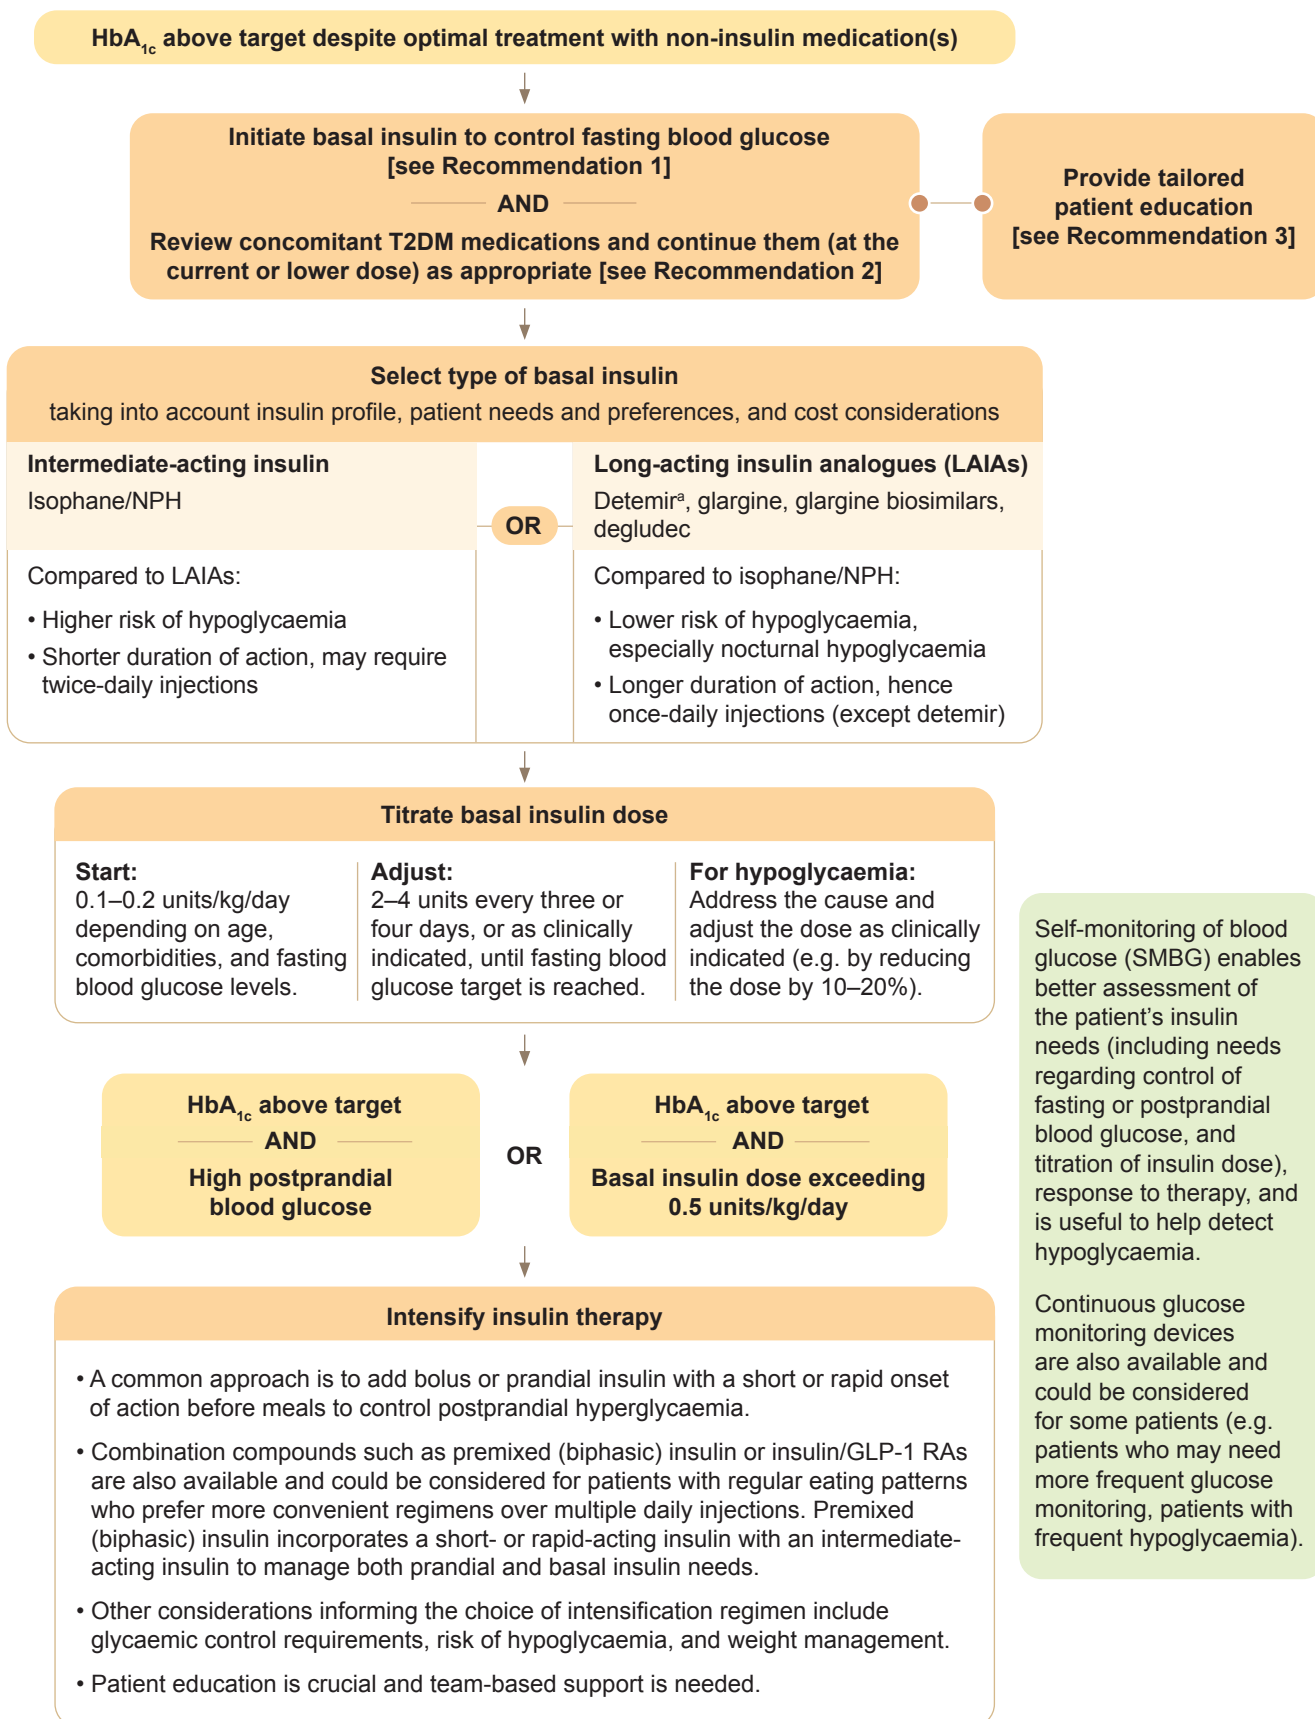 HbA1c above target despite optimal treatment with non-insulin medication(s)
Initiate basal insulin to control fasting blood glucose
[see Recommendation 1]
AND
Review concomitant T2DM medications and continue them (at the
current or lower dose) as appropriate [see Recommendation 2]
Provide tailored
patient education
[see Recommendation 3]
Select type of basal insulin
taking into account insulin profile, patient needs and preferences, and cost considerations
Intermediate-acting insulin
Isophane/NPH
Compared to LAIAs:
• Higher risk of hypoglycaemia
• Shorter duration of action, may require
twice-daily injections
OR
Long-acting insulin analogues (LAIAs)
Detemirª, glargine, glargine biosimilars,
degludec
Compared to isophane/NPH:
• Lower risk of hypoglycaemia,
especially nocturnal hypoglycaemia
• Longer duration of action, hence
once-daily injections (except detemir)
Titrate basal insulin dose
Start:
0.1–0.2 units/kg/day
depending on age,
comorbidities, and fasting
blood glucose levels.
Adjust:
2–4 units every three or
four days, or as clinically
indicated, until fasting blood
glucose target is reached.
For hypoglycaemia:
Address the cause and
adjust the dose as clinically
indicated (e.g. by reducing
the dose by 10–20%).
HbA1c above target
AND
High postprandial
blood glucose
OR
HbA1c above target
AND
Basal insulin dose exceeding
0.5 units/kg/day
Intensify insulin therapy
• A common approach is to add bolus or prandial insulin with a short or rapid onset
of action before meals to control postprandial hyperglycaemia.
• Combination compounds such as premixed (biphasic) insulin or insulin/GLP-1 RAs
are also available and could be considered for patients with regular eating patterns
who prefer more convenient regimens over multiple daily injections. Premixed
(biphasic) insulin incorporates a short- or rapid-acting insulin with an intermediate-
acting insulin to manage both prandial and basal insulin needs.
• Other considerations informing the choice of intensification regimen include
glycaemic control requirements, risk of hypoglycaemia, and weight management.
• Patient education is crucial and team-based support is needed.
Self-monitoring of blood
glucose (SMBG) enables
better assessment of
the patient’s insulin
needs (including needs
regarding control of
fasting or postprandial
blood glucose, and
titration of insulin dose),
response to therapy, and
is useful to help detect
hypoglycaemia.
Continuous glucose
monitoring devices
are also available and
could be considered
for some patients (e.g.
patients who may need
more frequent glucose
monitoring, patients with
frequent hypoglycaemia).